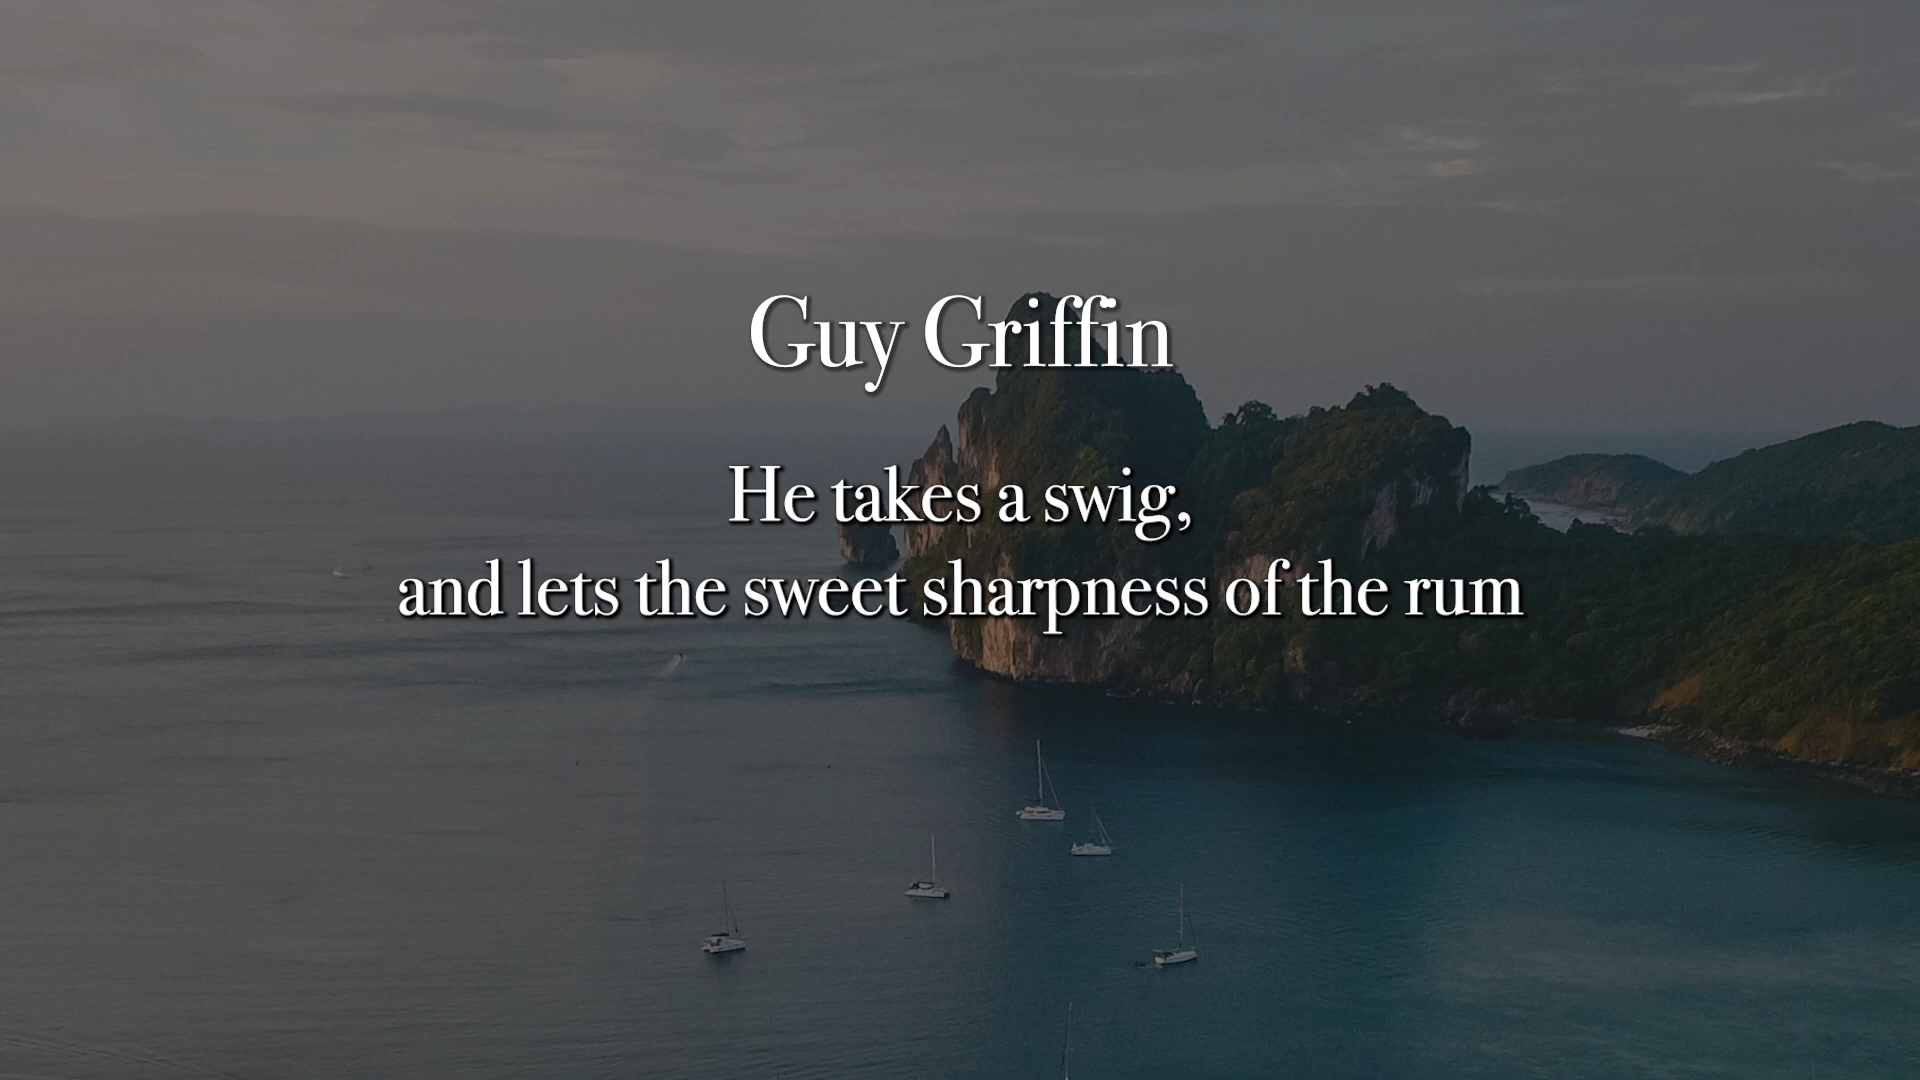 Guy Griffin
He takes a swig,
and lets the sweet sharpness of the rum